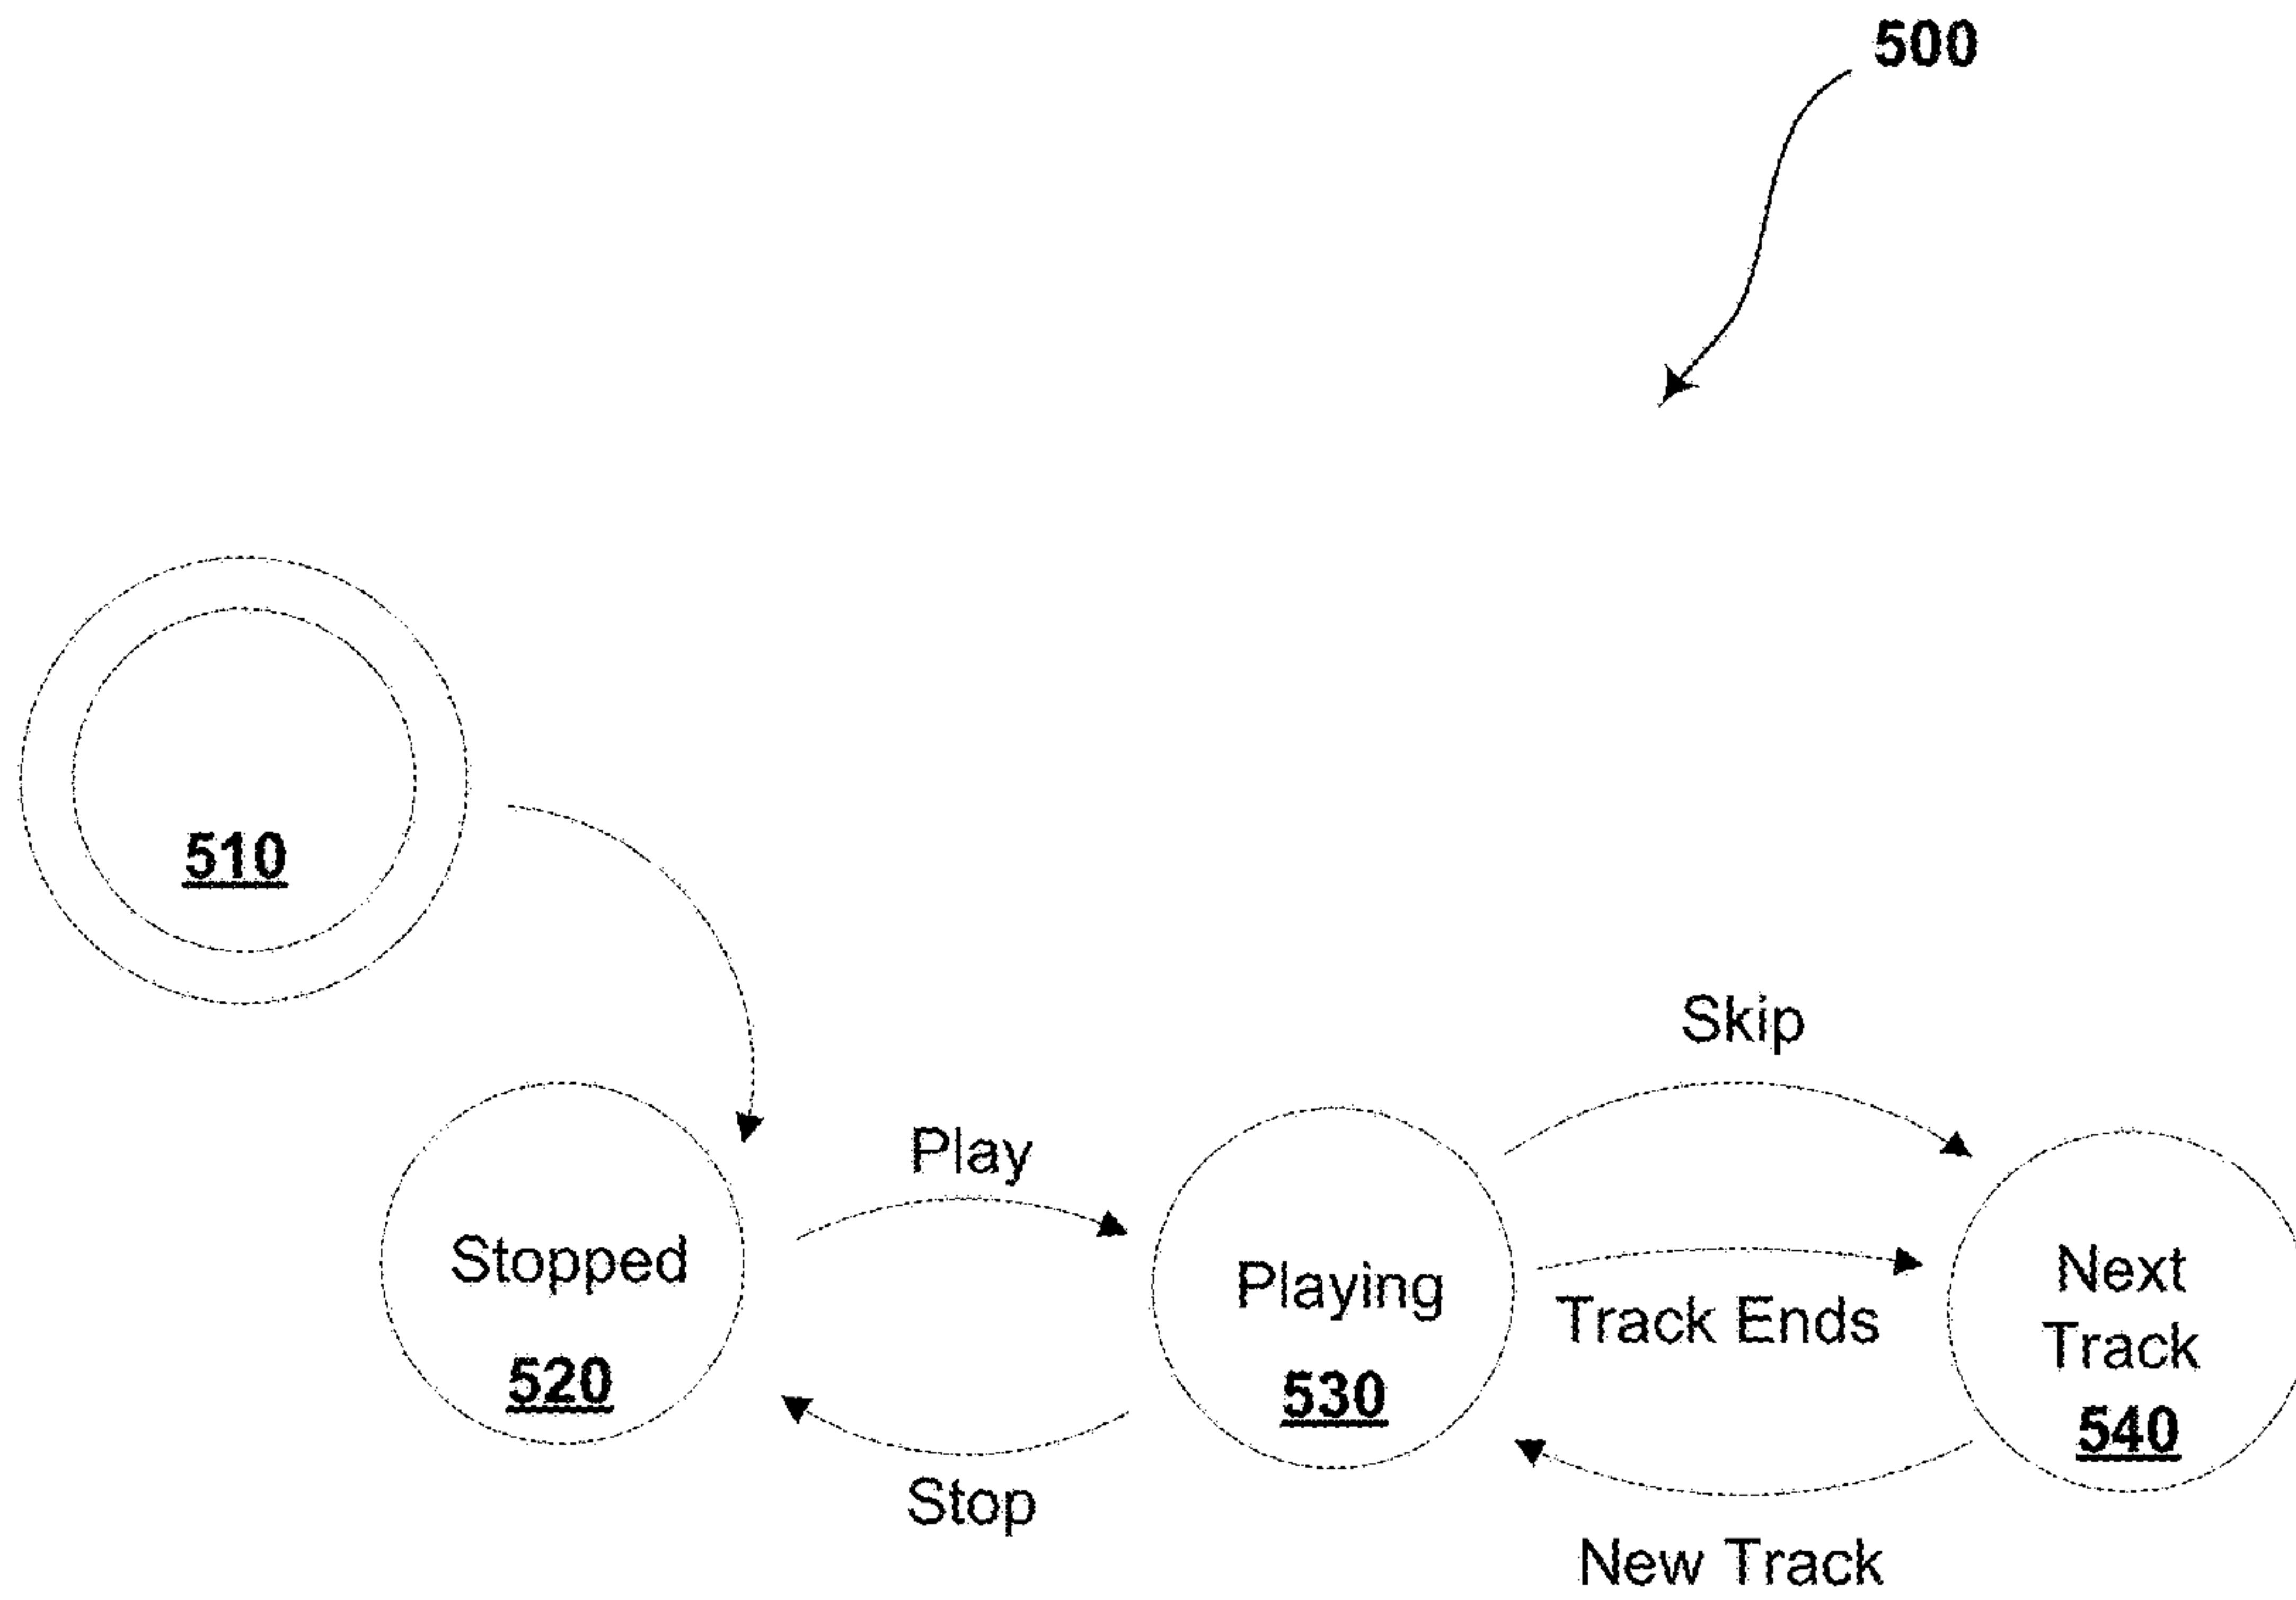 500
510
Skip
Play
Stopped
520
Playing
530
Track Ends
Next
Track
540
Stop
New Track